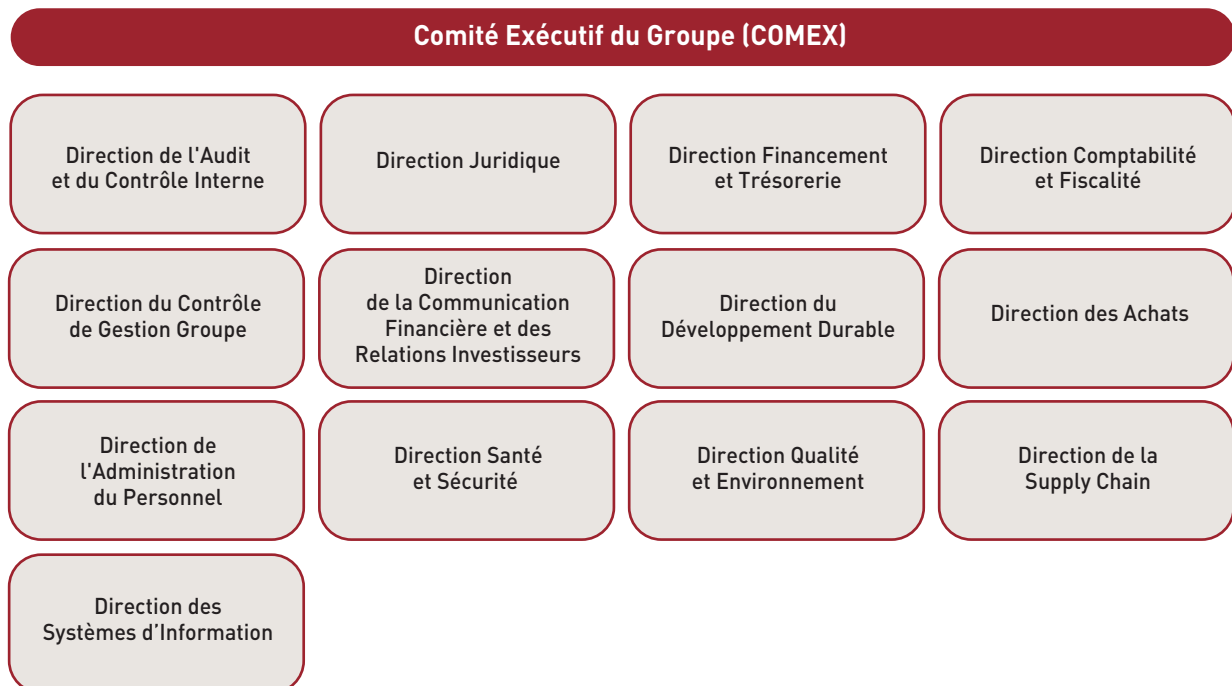 Comité Exécutif du Groupe (COMEX)
Direction de l'Audit
et du Contrôle Interne
Direction Juridique
Direction Financement
et Trésorerie
Direction Comptabilité
et Fiscalité
Direction du Contrôle
de Gestion Groupe
Direction
de la Communication
Financière et des
Relations Investisseurs
Direction du
Développement Durable
Direction des Achats
Direction de
l'Administration
du Personnel
Direction Santé
et Sécurité
Direction Qualité
et Environnement
Direction de la
Supply Chain
Direction des
Systèmes d’Information